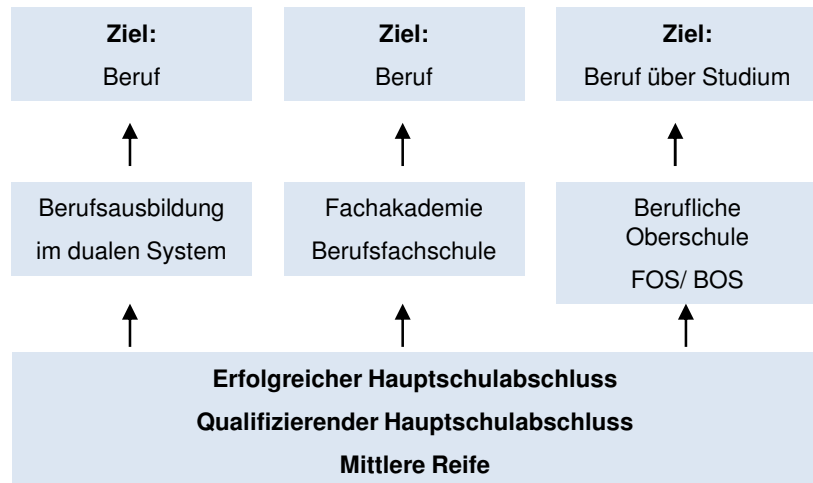 Ziel:
Beruf
Ziel:
Beruf
Ziel:
Beruf über Studium
Berufsausbildung
im dualen System
Fachakademie
Berufsfachschule
Berufliche
Oberschule
FOS/ BOS
Erfolgreicher Hauptschulabschluss
Qualifizierender Hauptschulabschluss
Mittlere Reife